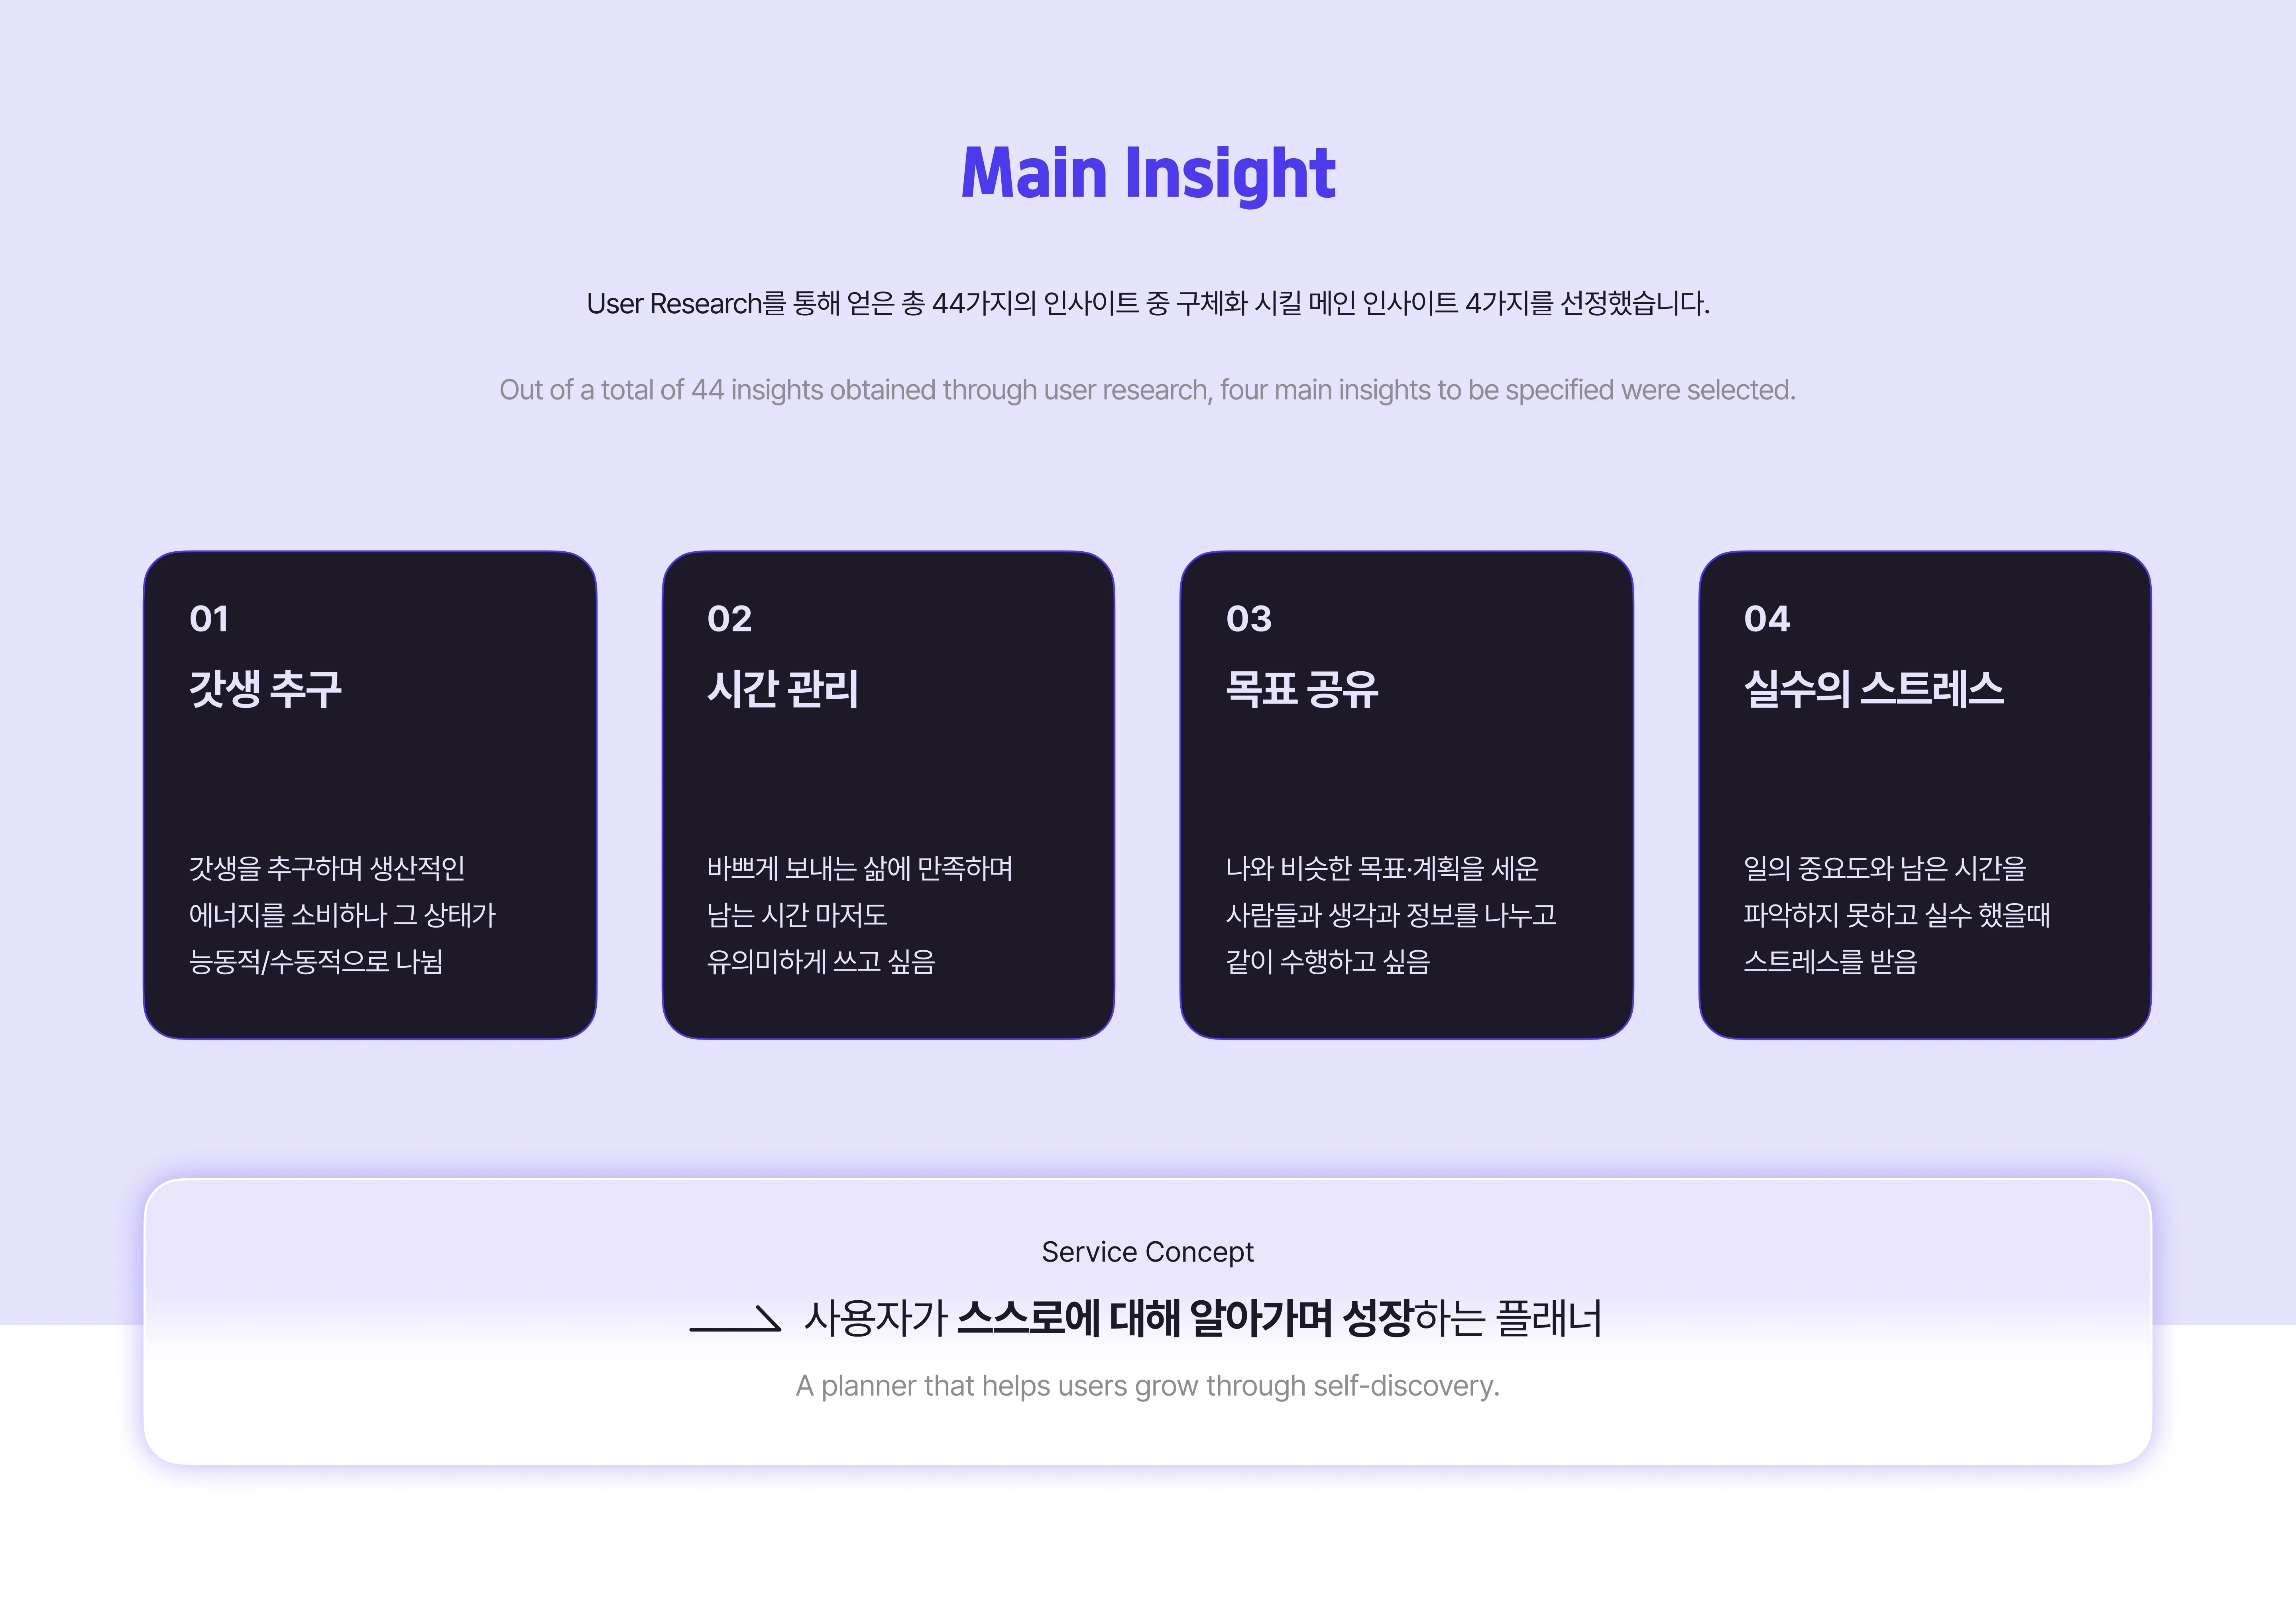 Main Insight
User Research를 통해 얻은 총 44가지의 인사이트 중 구체화 시킬 메인 인사이트 4가지를 선정했습니다.
Out of a total of 44 insights obtained through user research, four main insights to be specified were selected.
01
갓생 추구
갓생을 추구하며 생산적인
에너지를 소비하나 그 상태가
능동적/수동적으로 나뉨
02
시간 관리
바쁘게 보내는 삶에 만족하며
남는 시간 마저도
유의미하게 쓰고 싶음
03
목표 공유
나와 비슷한 목표·계획을 세운
사람들과 생각과 정보를 나누고
같이 수행하고 싶음
04
실수의 스트레스
일의 중요도와 남은 시간을
파악하지 못하고 실수 했을때
스트레스를 받음
Service Concept
사용자가 스스로에 대해 알아가며 성장하는 플래너
A planner that helps users grow through self-discovery.